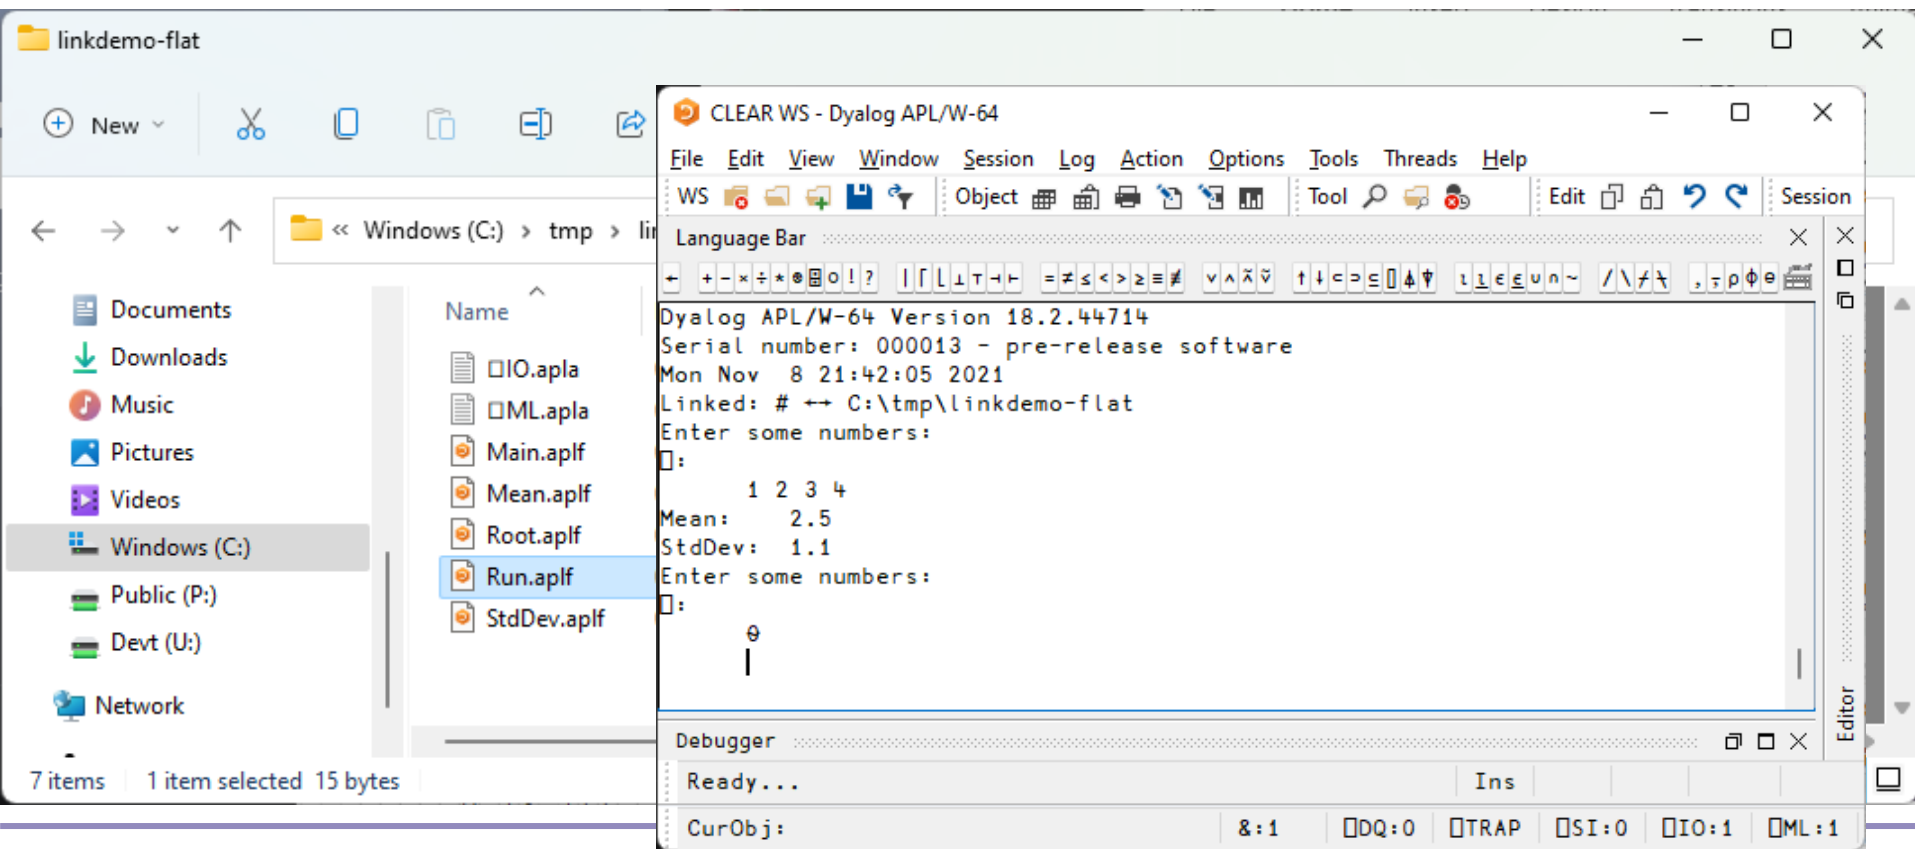 linkdemo-flat
New
« Windows (C:) › tmp ›
Documents
Downloads
Music
Pictures
Videos
Windows (C:)
Public (P:)
Devt (U:)
Network
Name
⎕IO.apla
⎕ML.apla
Main.aplf
Mean.aplf
Root.aplf
Run.aplf
StdDev.aplf
7 items 1 item selected 15 bytes
CLEAR WS - Dyalog APL/W-64
File Edit View Window Session Log Action Options Tools Threads Help
WS Object Tool Edit Session
Language Bar
← + - × ÷ * ⍟ ⌹ ○ ! ? | ⌈ ⌊ ⊥ ⊤ ⊣ ⊢ = ≠ ≤ < > ≥ ≡ ≢ ∨ ∧ ⍲ ⍱ ↑ ↓ ⊂ ⊃ ⊆ ⌷ ⍋ ⍒ ⍳ ⍸ ∊ ⍷ ∪ ∩ ~ / \ ⌿ ⍀ , ⍪ ⍴ ⌽ ⊖
Dyalog APL/W-64 Version 18.2.44714
Serial number: 000013 - pre-release software
Mon Nov  8 21:42:05 2021
Linked: # ←→ C:\tmp\linkdemo-flat
Enter some numbers:
⎕:
1 2 3 4
Mean:    2.5
StdDev:  1.1
Enter some numbers:
⎕:
⍬
Editor
Debugger
Ready... Ins
CurObj: &:1 ⎕DQ:0 ⎕TRAP ⎕SI:0 ⎕IO:1 ⎕ML:1